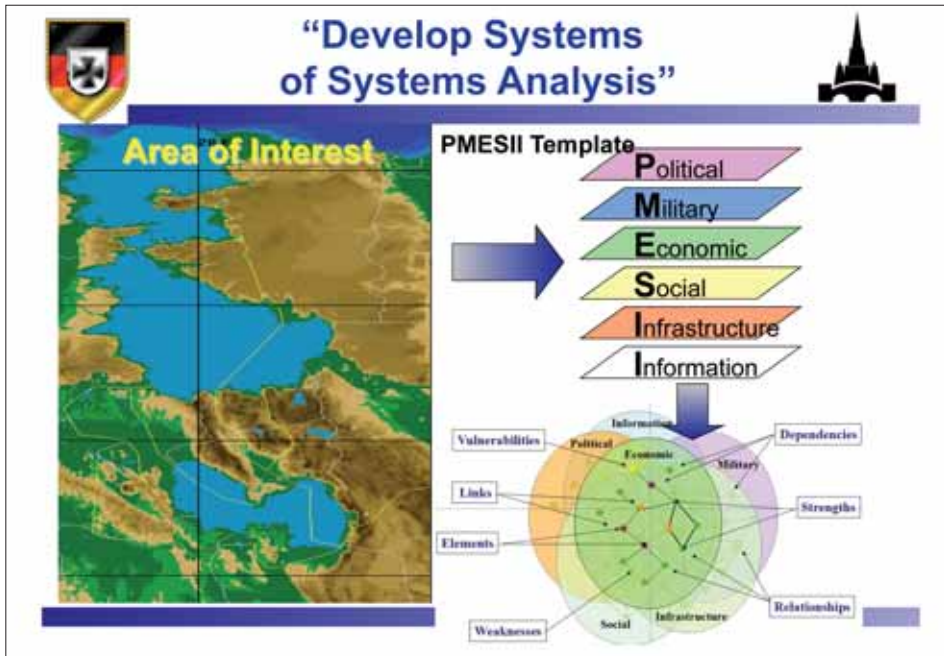 “Develop Systems
of Systems Analysis”
Area of Interest
PMESII Template
Political
Military
Economic
Social
Infrastructure
Information
Information
Vulnerabilities
Political
Economic
Dependencies
Military
Links
Strengths
Elements
Relationships
Weaknesses
Social
Infrastructure